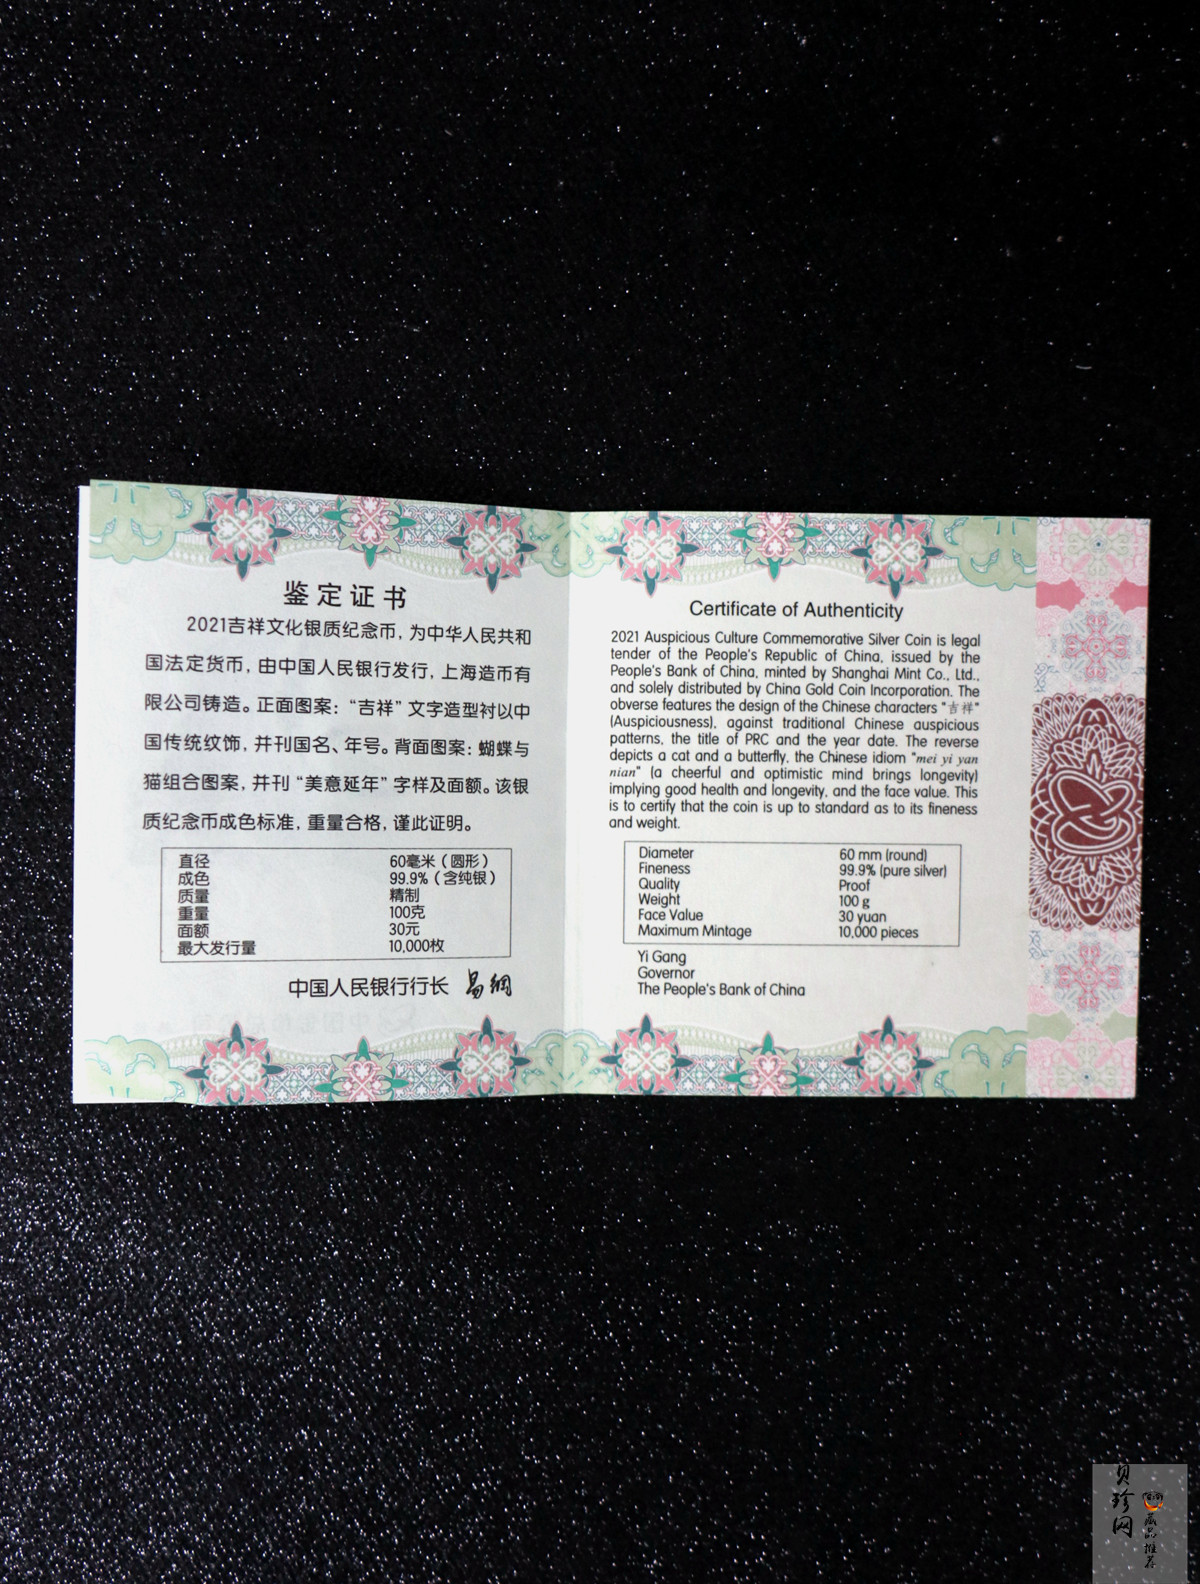 鉴定证书
2021吉祥文化银质纪念币，为中华人民共和
国法定货币，由中国人民银行发行，上海造币有
限公司铸造。正面图案：“吉祥”文字造型衬以中
国传统纹饰，并刊国名、年号。背面图案：蝴蝶与
猫组合图案，并刊“美意延年”字样及面额。该银
质纪念币成色标准，重量合格，谨此证明。
直径 60毫米（圆形）
成色 99.9%（含纯银）
质量 精制
重量 100克
面额 30元
最大发行量 10,000枚
中国人民银行行长 易纲
Certificate of Authenticity
2021 Auspicious Culture Commemorative Silver Coin is legal
tender of the People's Republic of China, issued by the
People's Bank of China, minted by Shanghai Mint Co., Ltd.,
and solely distributed by China Gold Coin Incorporation. The
obverse features the design of the Chinese characters "吉祥"
(Auspiciousness), against traditional Chinese auspicious
patterns, the title of PRC and the year date. The reverse
depicts a cat and a butterfly, the Chinese idiom "mei yi yan
nian" (a cheerful and optimistic mind brings longevity)
implying good health and longevity, and the face value. This
is to certify that the coin is up to standard as to its fineness
and weight.
Diameter 60 mm (round)
Fineness 99.9% (pure silver)
Quality Proof
Weight 100 g
Face Value 30 yuan
Maximum Mintage 10,000 pieces
Yi Gang
Governor
The People's Bank of China
贝珍网
藏品推荐